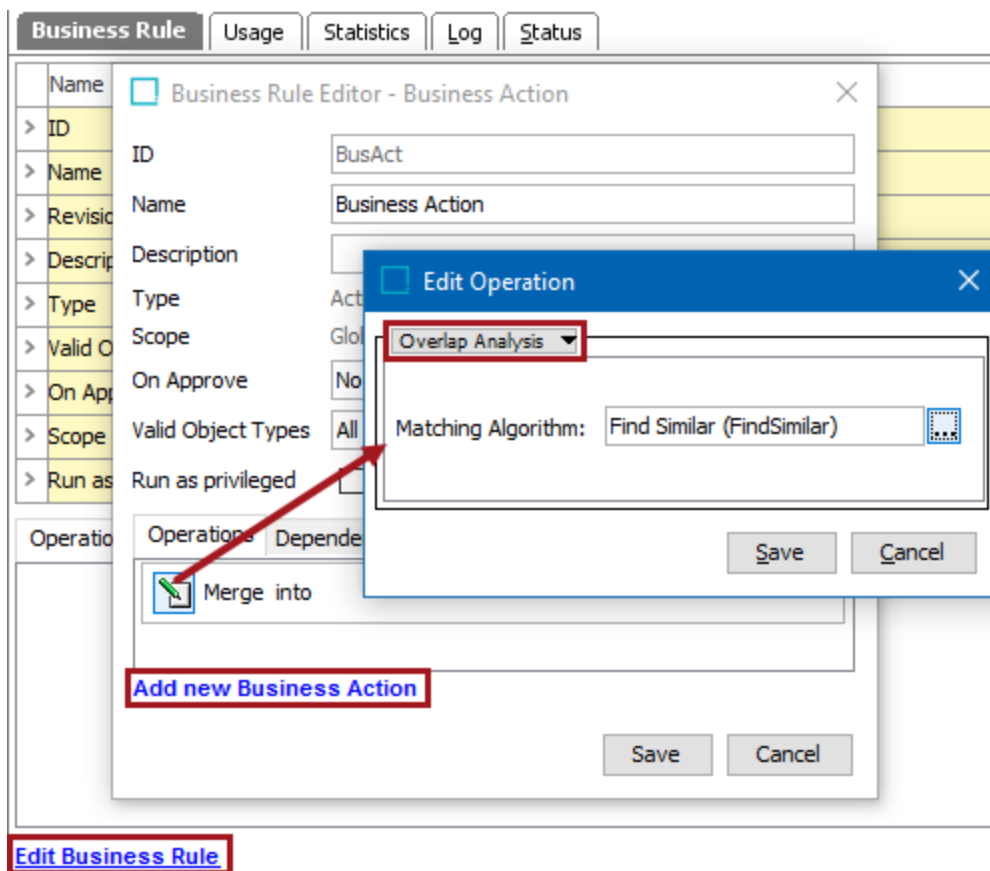 Business Rule Usage Statistics Log Status
Name
> ID
> Name
> Revisio
> Descrip
> Type
> Valid O
> On App
> Scope
> Run as
Operatio
Business Rule Editor - Business Action
ID BusAct
Name Business Action
Description
Type Act
Scope Glo
On Approve No
Valid Object Types All
Run as privileged
Operations Depende
Merge into
Add new Business Action
Save Cancel
Edit Operation
Overlap Analysis
Matching Algorithm: Find Similar (FindSimilar) ...
Save Cancel
Edit Business Rule